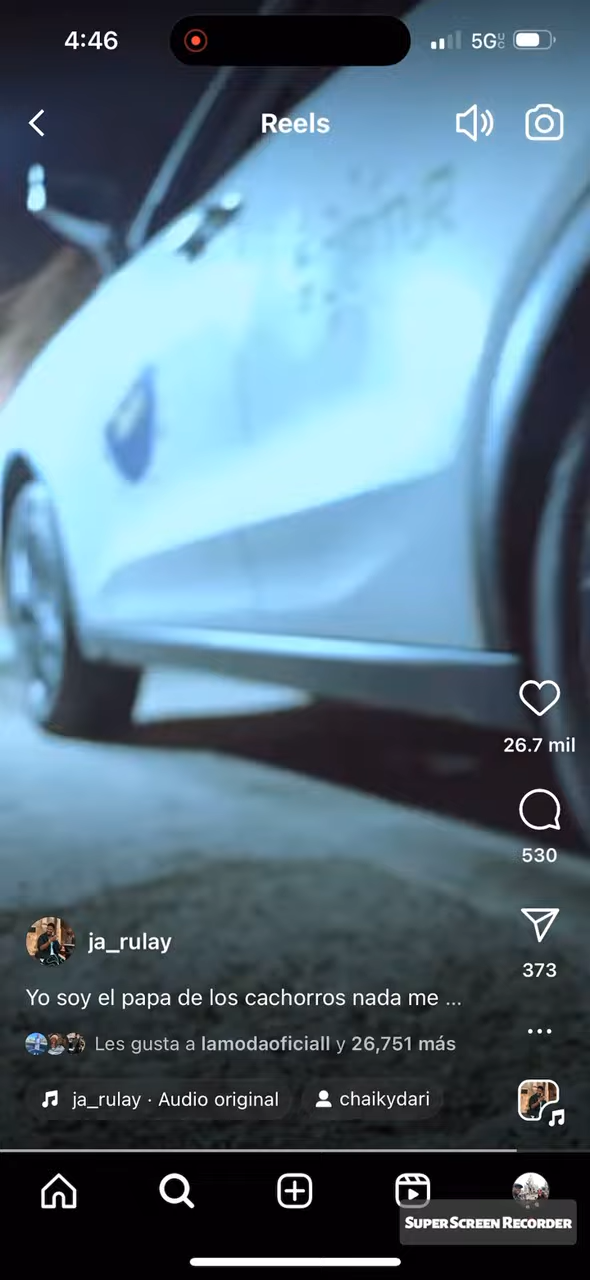 4:46
5G UC
Reels
26.7 mil
530
373
ja_rulay
Yo soy el papa de los cachorros nada me ...
Les gusta a lamodaoficiall y 26,751 más
ja_rulay · Audio original
chaikydari
SUPER SCREEN RECORDER